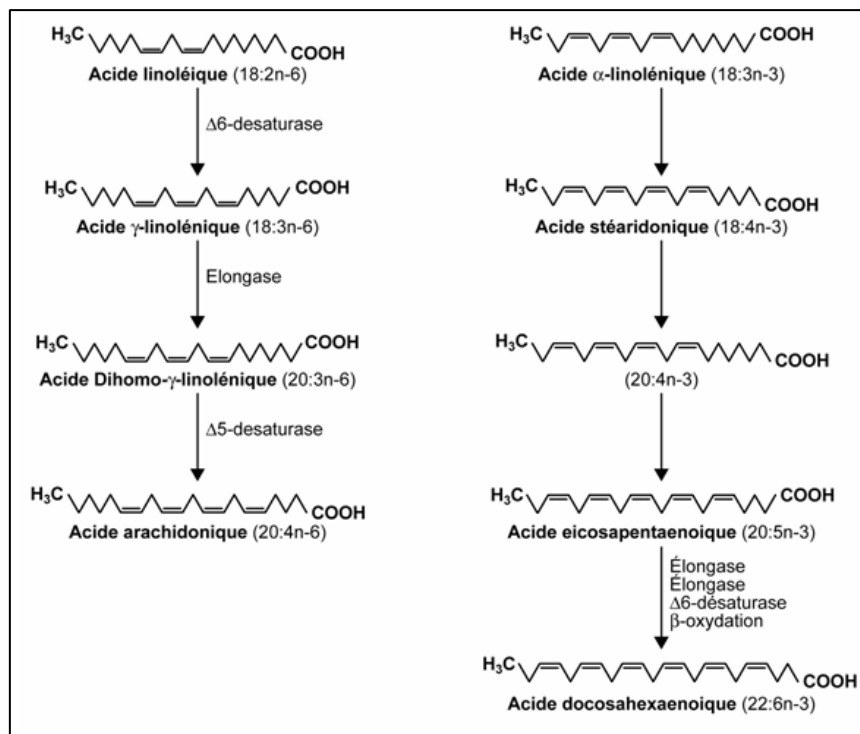 H₃C COOH
Acide linoléique (18:2n-6)
Δ6-desaturase
H₃C COOH
Acide γ-linolénique (18:3n-6)
Elongase
H₃C COOH
Acide Dihomo-γ-linolénique (20:3n-6)
Δ5-desaturase
H₃C COOH
Acide arachidonique (20:4n-6)
H₃C COOH
Acide α-linolénique (18:3n-3)
H₃C COOH
Acide stéaridonique (18:4n-3)
H₃C COOH
(20:4n-3)
H₃C COOH
Acide eicosapentaenoique (20:5n-3)
Élongase
Élongase
Δ6-désaturase
β-oxydation
H₃C COOH
Acide docosahexaenoique (22:6n-3)